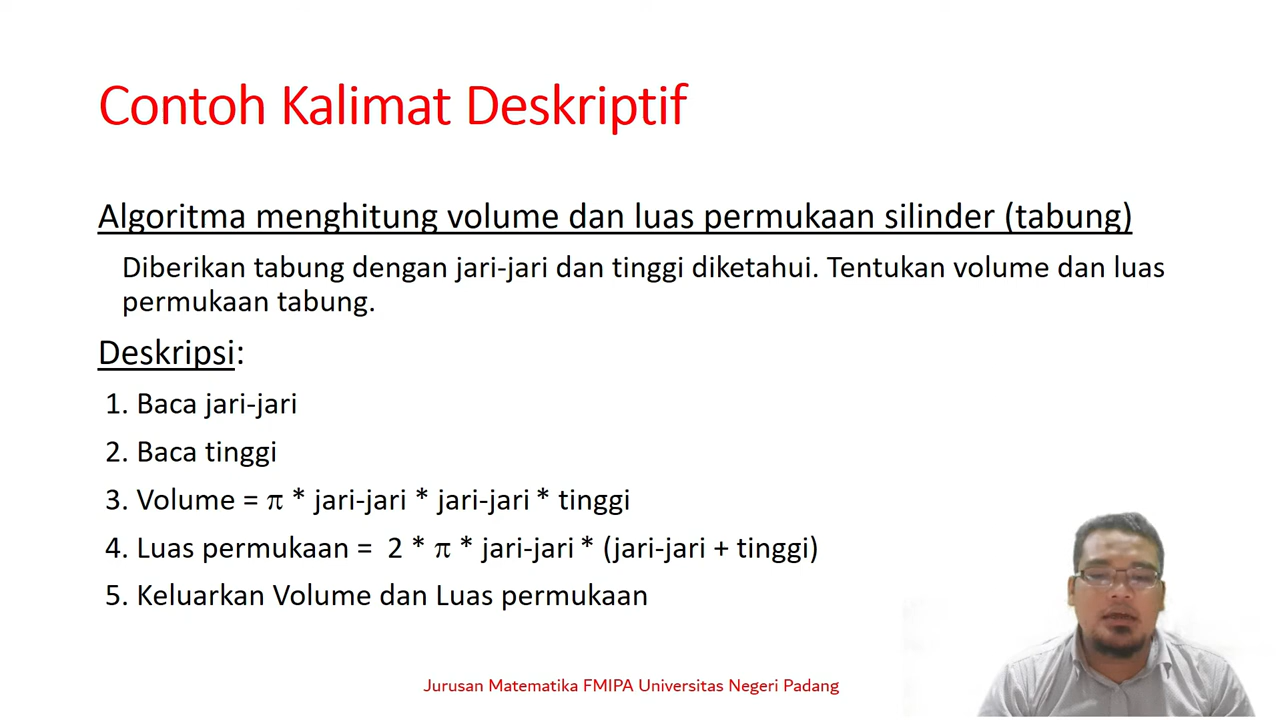 Contoh Kalimat Deskriptif
Algoritma menghitung volume dan luas permukaan silinder (tabung)
Diberikan tabung dengan jari-jari dan tinggi diketahui. Tentukan volume dan luas
permukaan tabung.
Deskripsi:
1. Baca jari-jari
2. Baca tinggi
3. Volume = π * jari-jari * jari-jari * tinggi
4. Luas permukaan = 2 * π * jari-jari * (jari-jari + tinggi)
5. Keluarkan Volume dan Luas permukaan
Jurusan Matematika FMIPA Universitas Negeri Padang